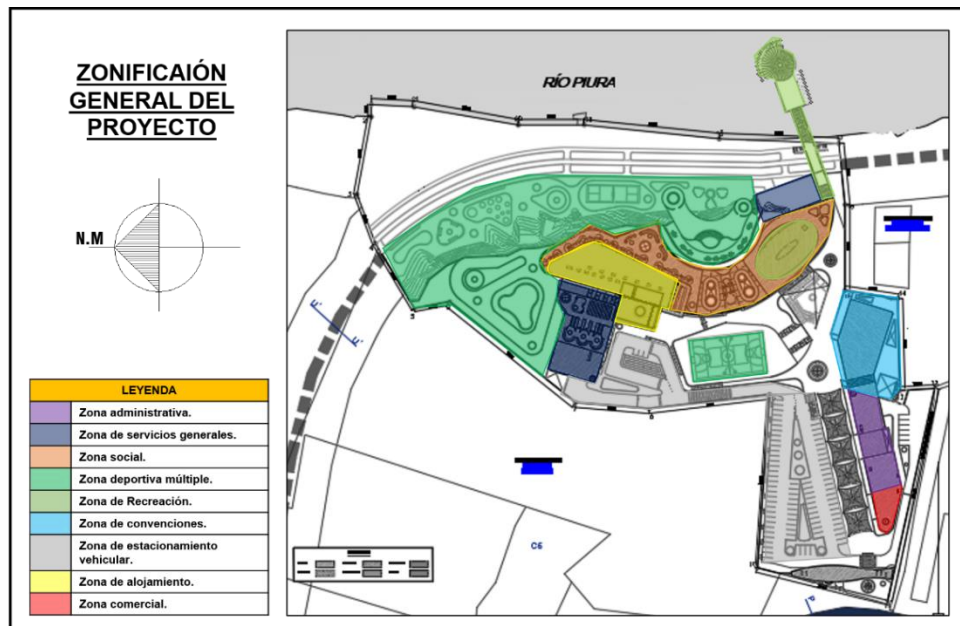 ZONIFICAIÓN
GENERAL DEL
PROYECTO
N.M
RÍO PIURA
LEYENDA
Zona administrativa.
Zona de servicios generales.
Zona social.
Zona deportiva múltiple.
Zona de Recreación.
Zona de convenciones.
Zona de estacionamiento
vehicular.
Zona de alojamiento.
Zona comercial.